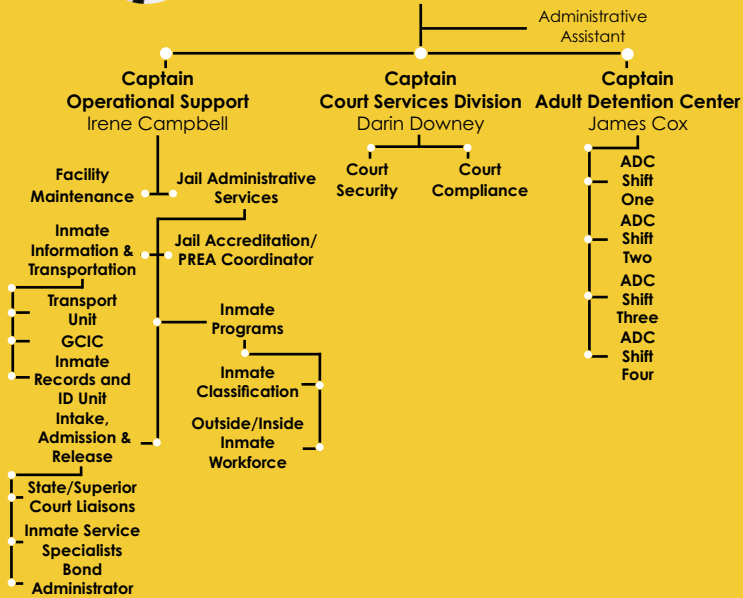 Administrative
Assistant
Captain
Operational Support
Irene Campbell
Captain
Court Services Division
Darin Downey
Captain
Adult Detention Center
James Cox
Facility
Maintenance
Jail Administrative
Services
Inmate
Information &
Transportation
Jail Accreditation/
PREA Coordinator
Transport
Unit
GCIC
Inmate
Records and
ID Unit
Inmate
Programs
Inmate
Classification
Outside/Inside
Inmate
Workforce
Intake,
Admission &
Release
State/Superior
Court Liaisons
Inmate Service
Specialists
Bond
Administrator
Court
Security
Court
Compliance
ADC
Shift
One
ADC
Shift
Two
ADC
Shift
Three
ADC
Shift
Four